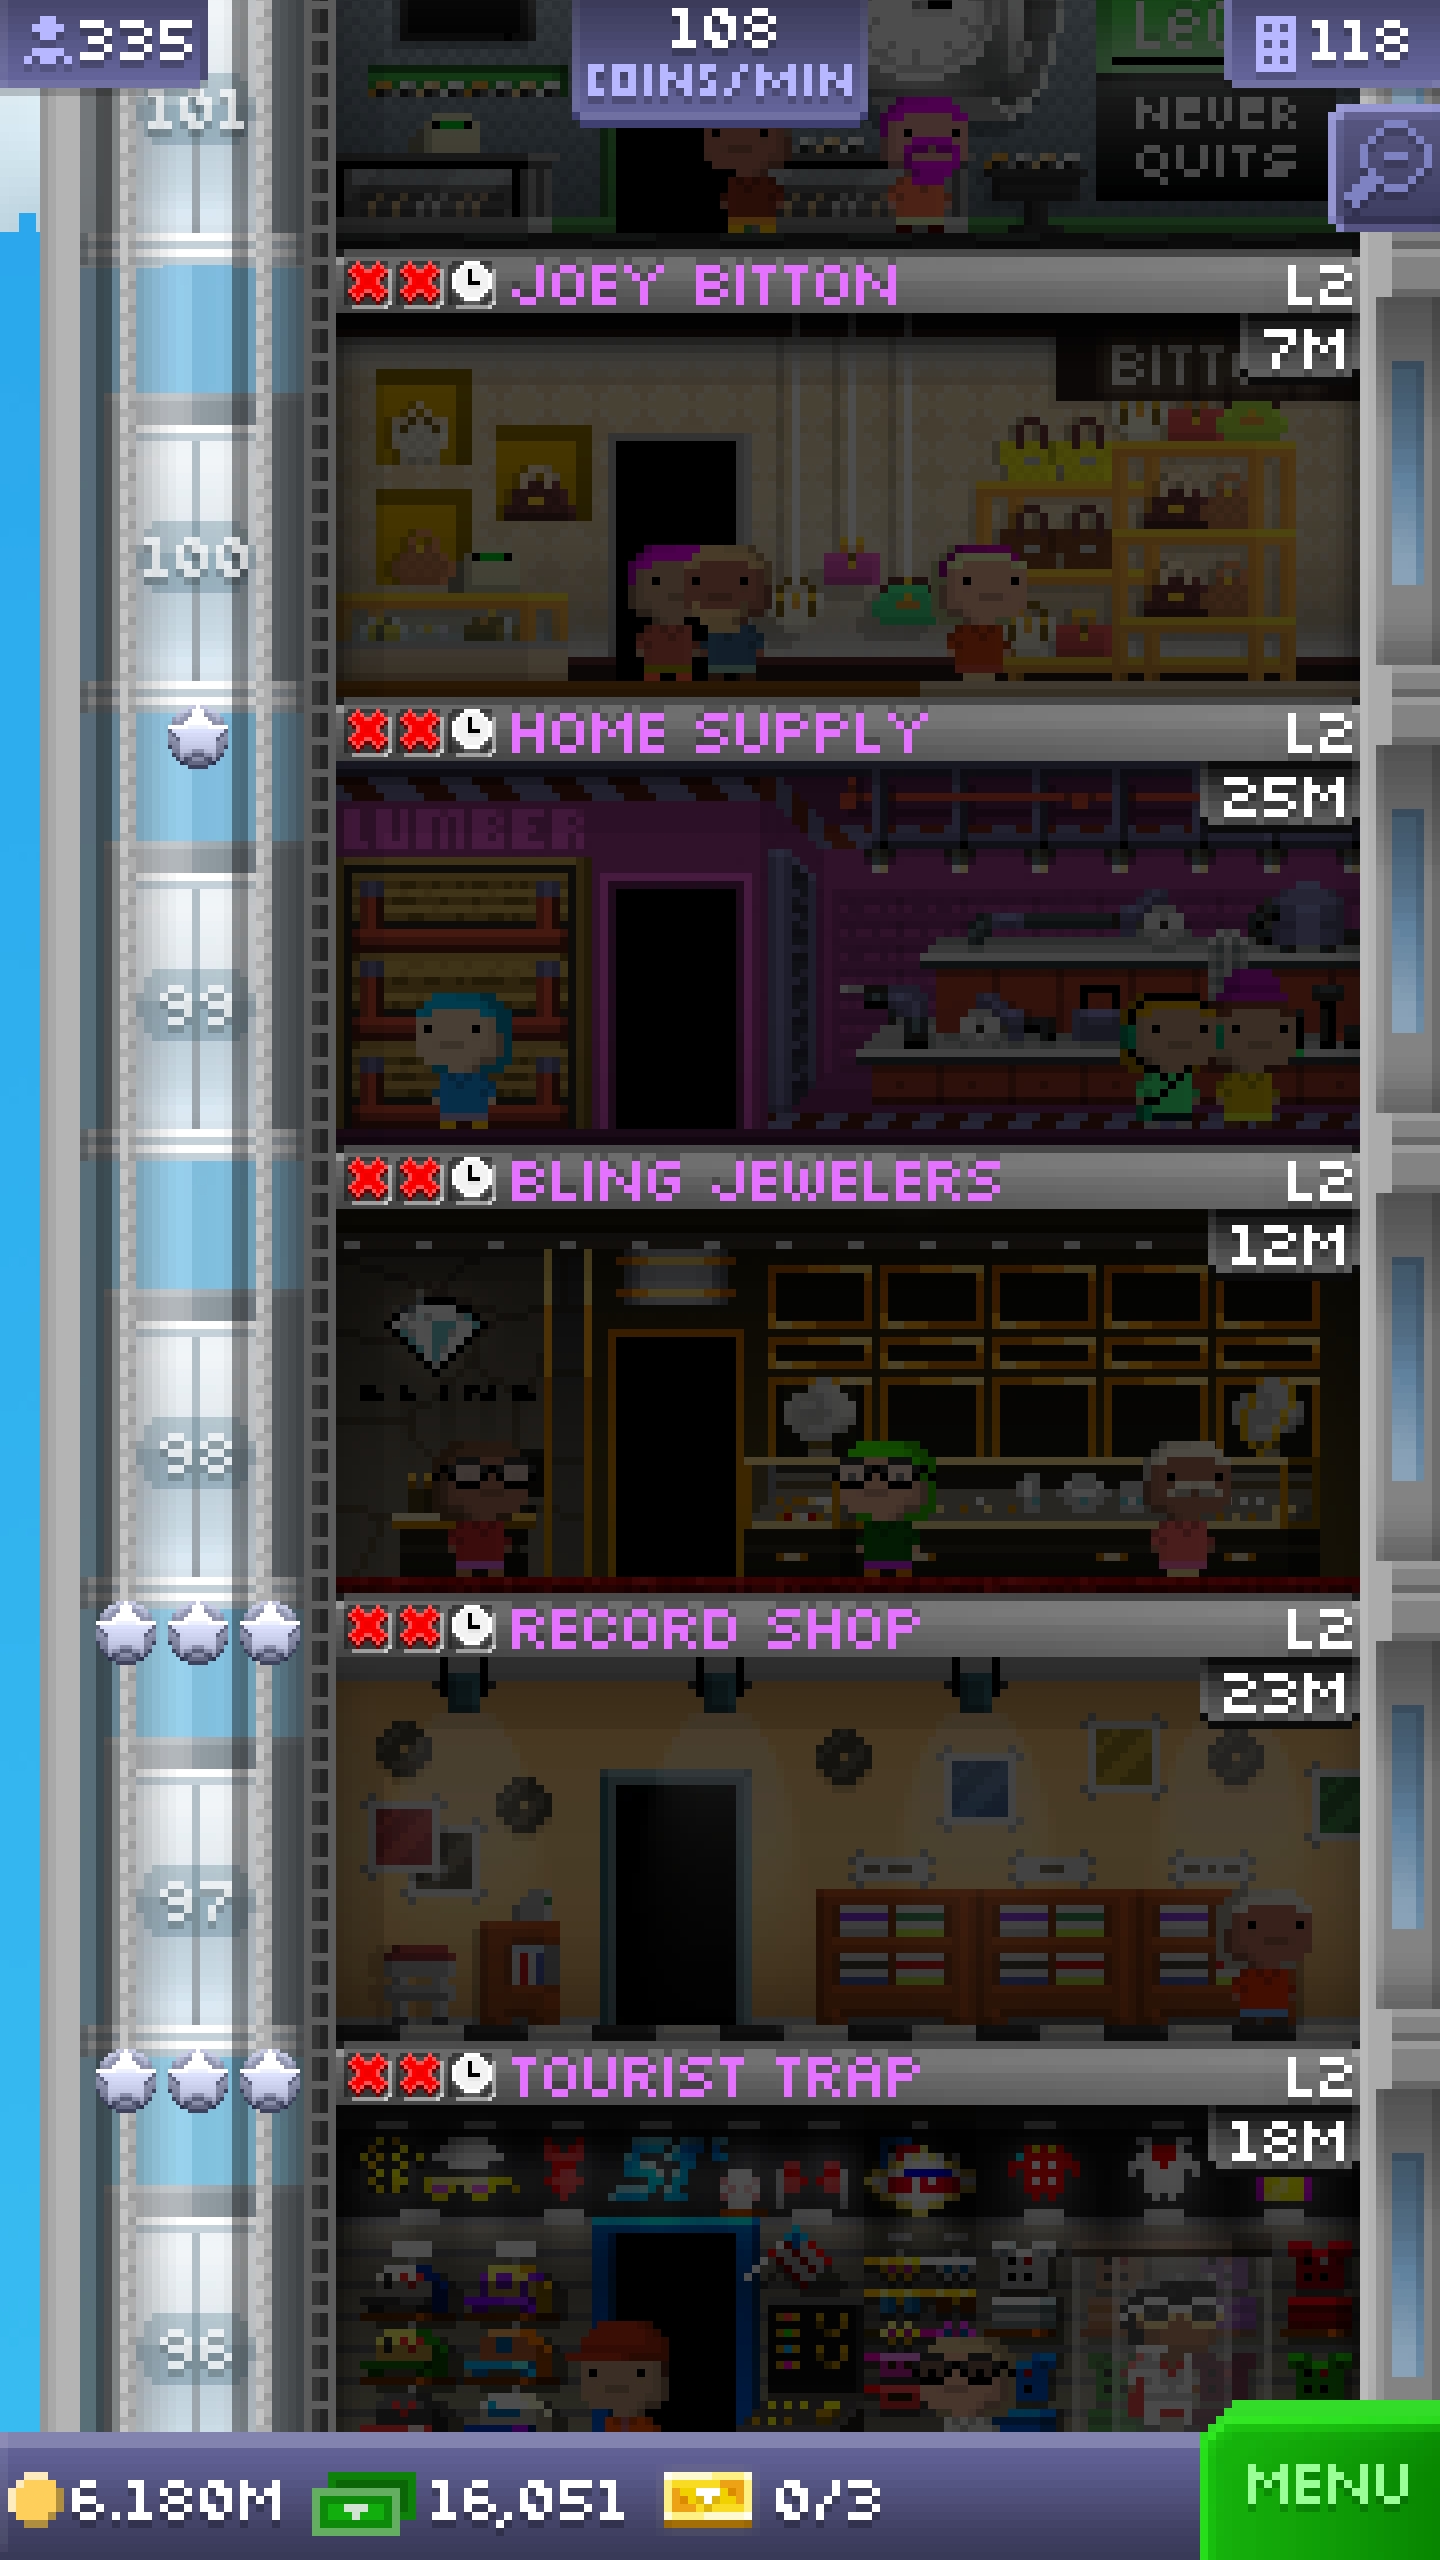 335
108
COINS/MIN
118
101
NEVER
QUITS
JOEY BITTON
L2
7M
100
HOME SUPPLY
L2
25M
LUMBER
99
BLING JEWELERS
L2
12M
BLING
98
RECORD SHOP
L2
23M
97
TOURIST TRAP
L2
18M
96
6.180M
16,051
0/3
MENU